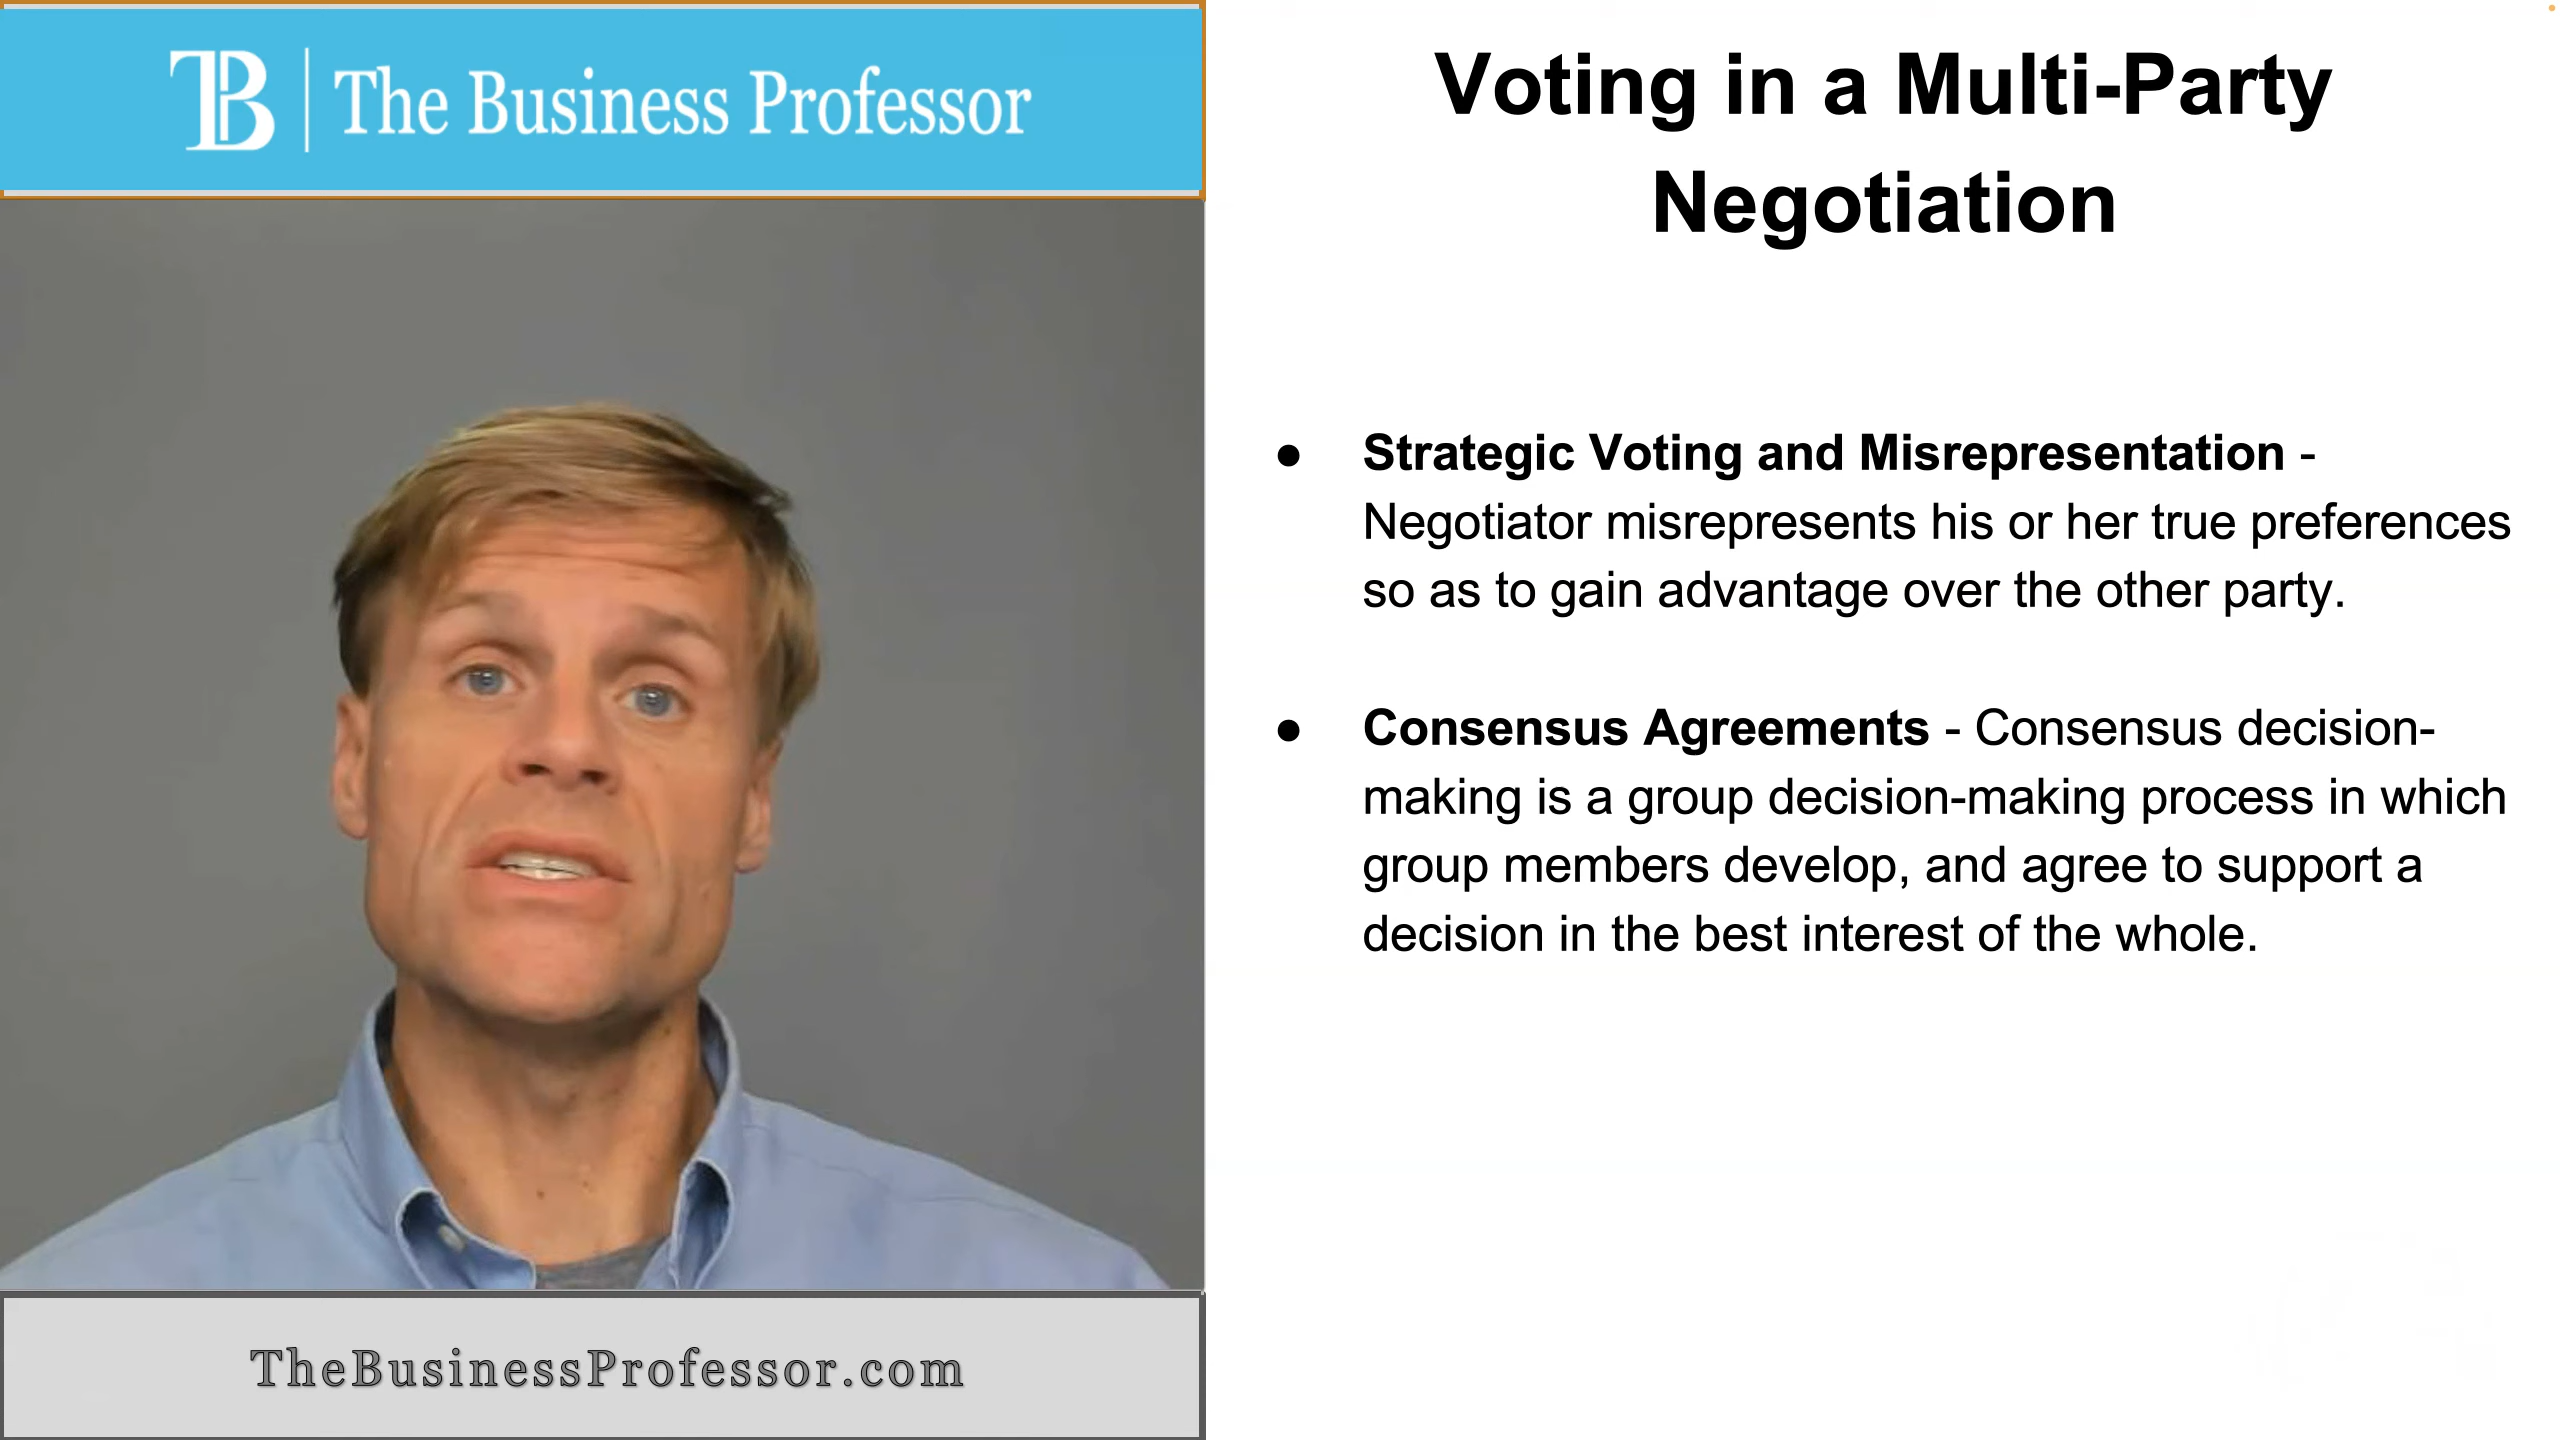 TB | The Business Professor
TheBusinessProfessor.com
Voting in a Multi-Party
Negotiation
● Strategic Voting and Misrepresentation -
Negotiator misrepresents his or her true preferences
so as to gain advantage over the other party.
● Consensus Agreements - Consensus decision-
making is a group decision-making process in which
group members develop, and agree to support a
decision in the best interest of the whole.